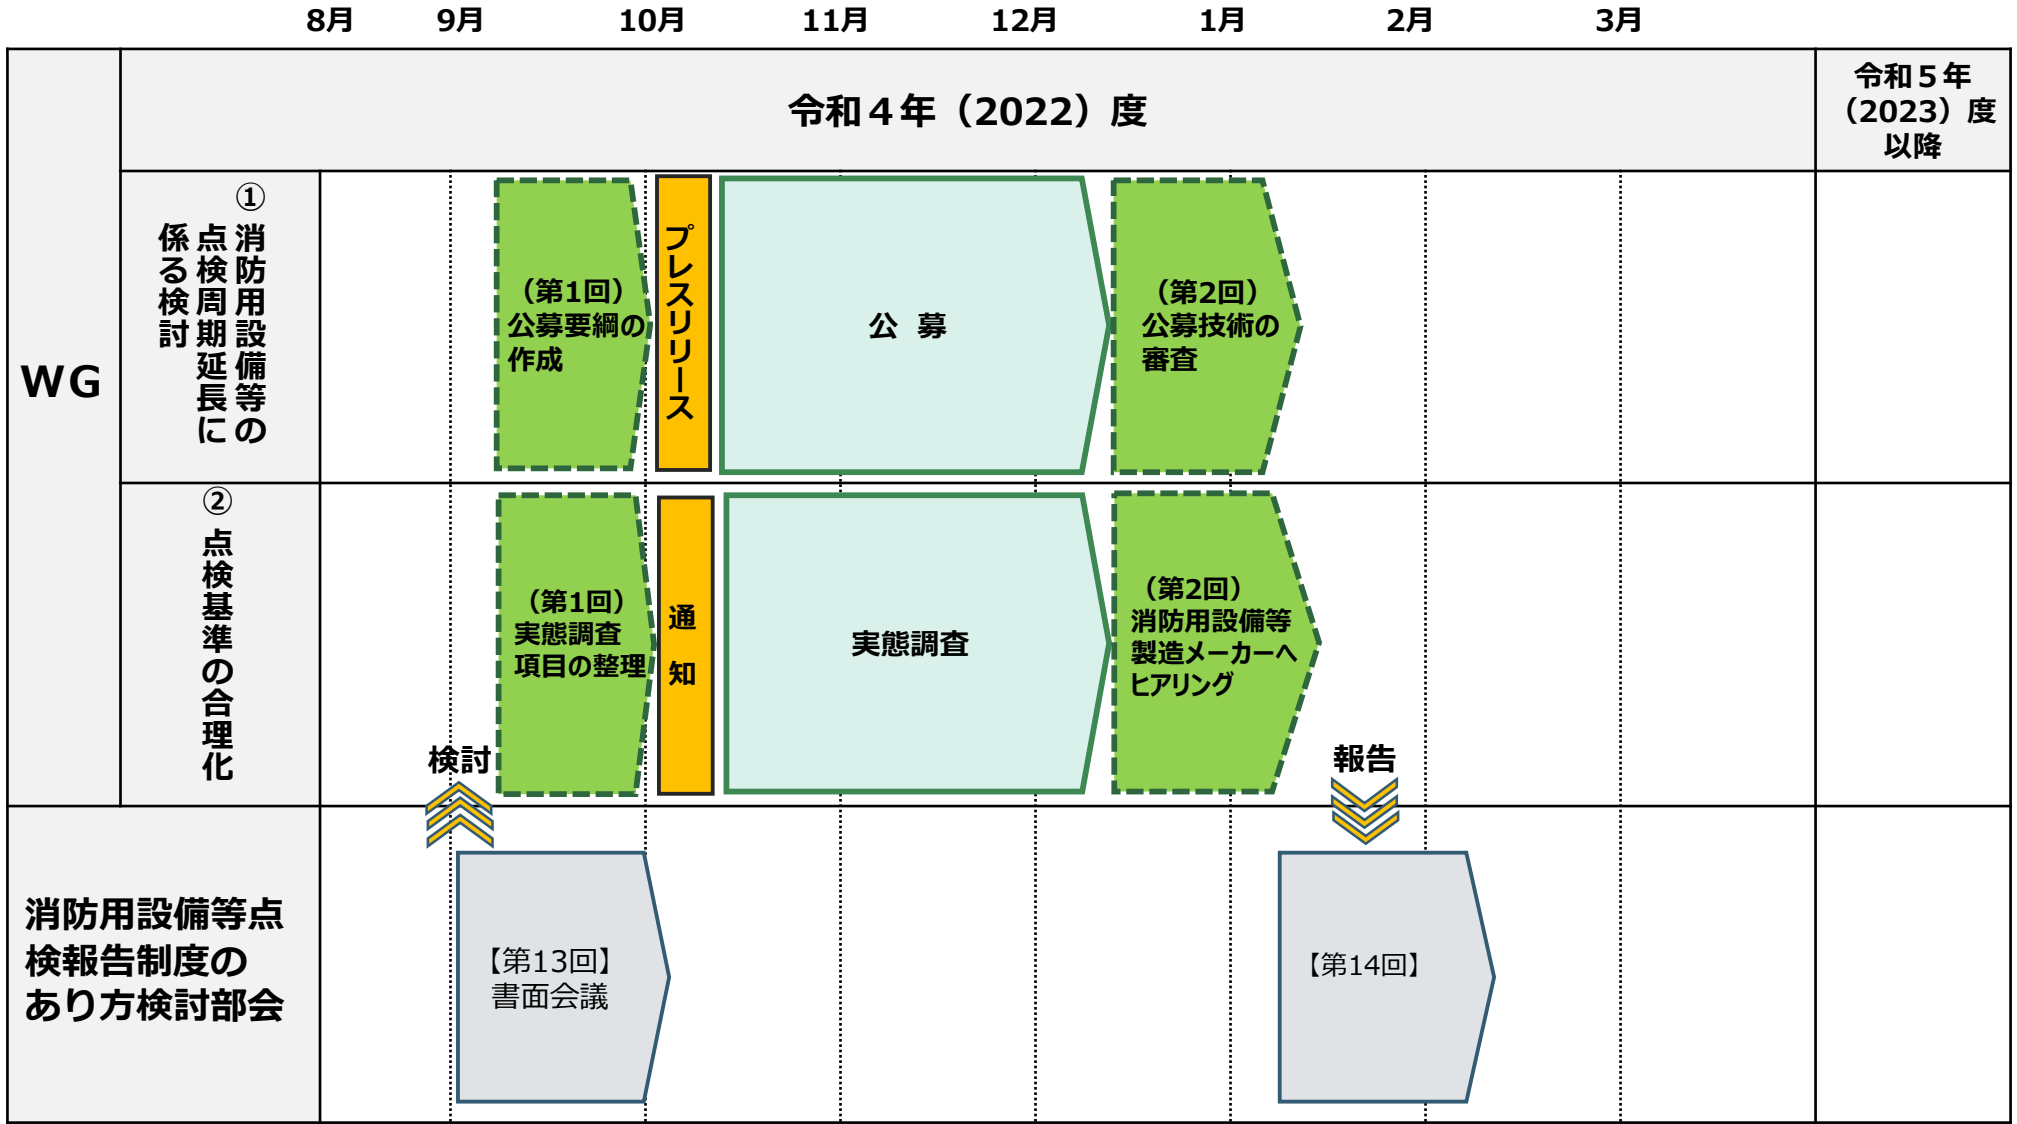 8月 9月 10月 11月 12月 1月 2月 3月
令和４年（2022）度
令和５年
（2023）度
以降
WG
①
消防用設備等の
点検周期延長に
係る検討
（第1回）
公募要綱の
作成
プレスリリース
公 募
（第2回）
公募技術の
審査
②
点検基準の合理化
（第1回）
実態調査
項目の整理
通 知
実態調査
（第2回）
消防用設備等
製造メーカーへ
ヒアリング
検討
報告
消防用設備等点
検報告制度の
あり方検討部会
【第13回】
書面会議
【第14回】